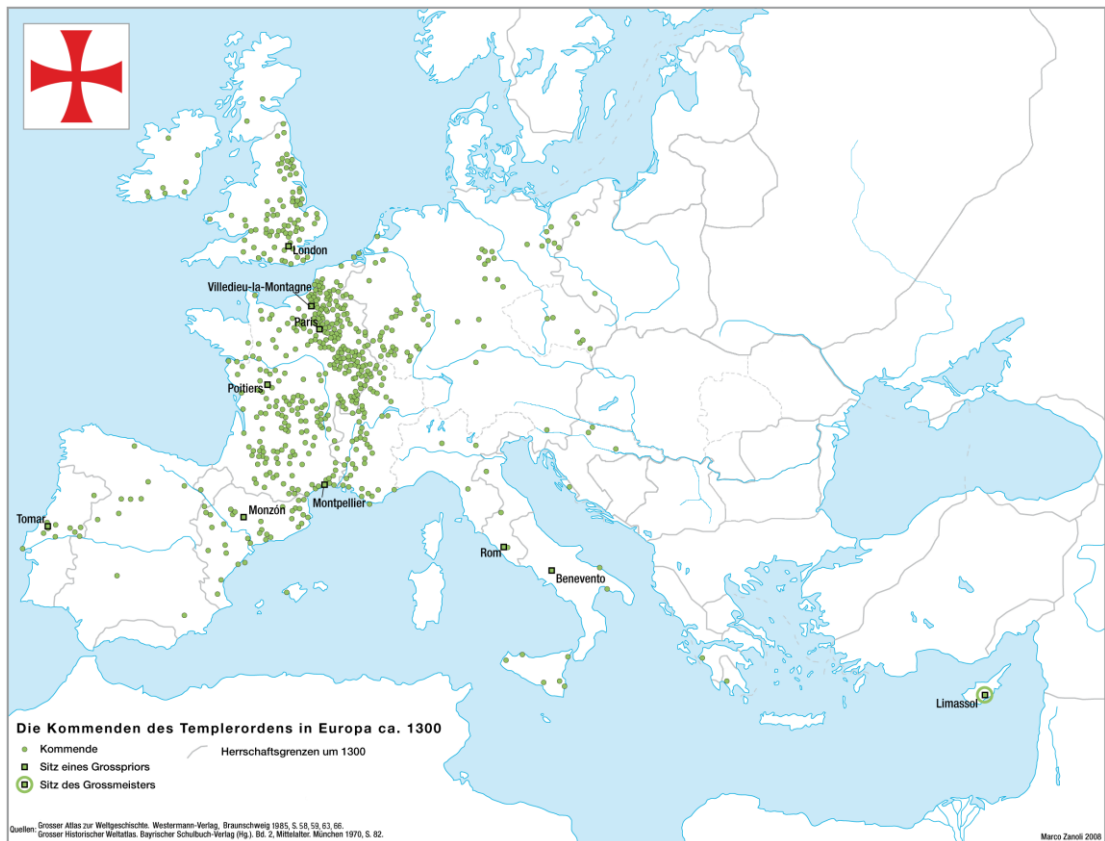 London
Villedieu-la-Montagne
Paris
Poitiers
Montpellier
Monzón
Tomar
Rom
Benevento
Limassol
Die Kommenden des Templerordens in Europa ca. 1300
Kommende
Herrschaftsgrenzen um 1300
Sitz eines Grosspriors
Sitz des Grossmeisters
Quellen: Grosser Atlas zur Weltgeschichte. Westermann-Verlag, Braunschweig 1985, S. 58, 59, 63, 66.
Grosser Historischer Weltatlas. Bayrischer Schulbuch-Verlag (Hg.). Bd. 2, Mittelalter. München 1970, S. 82.
Marco Zanoli 2008